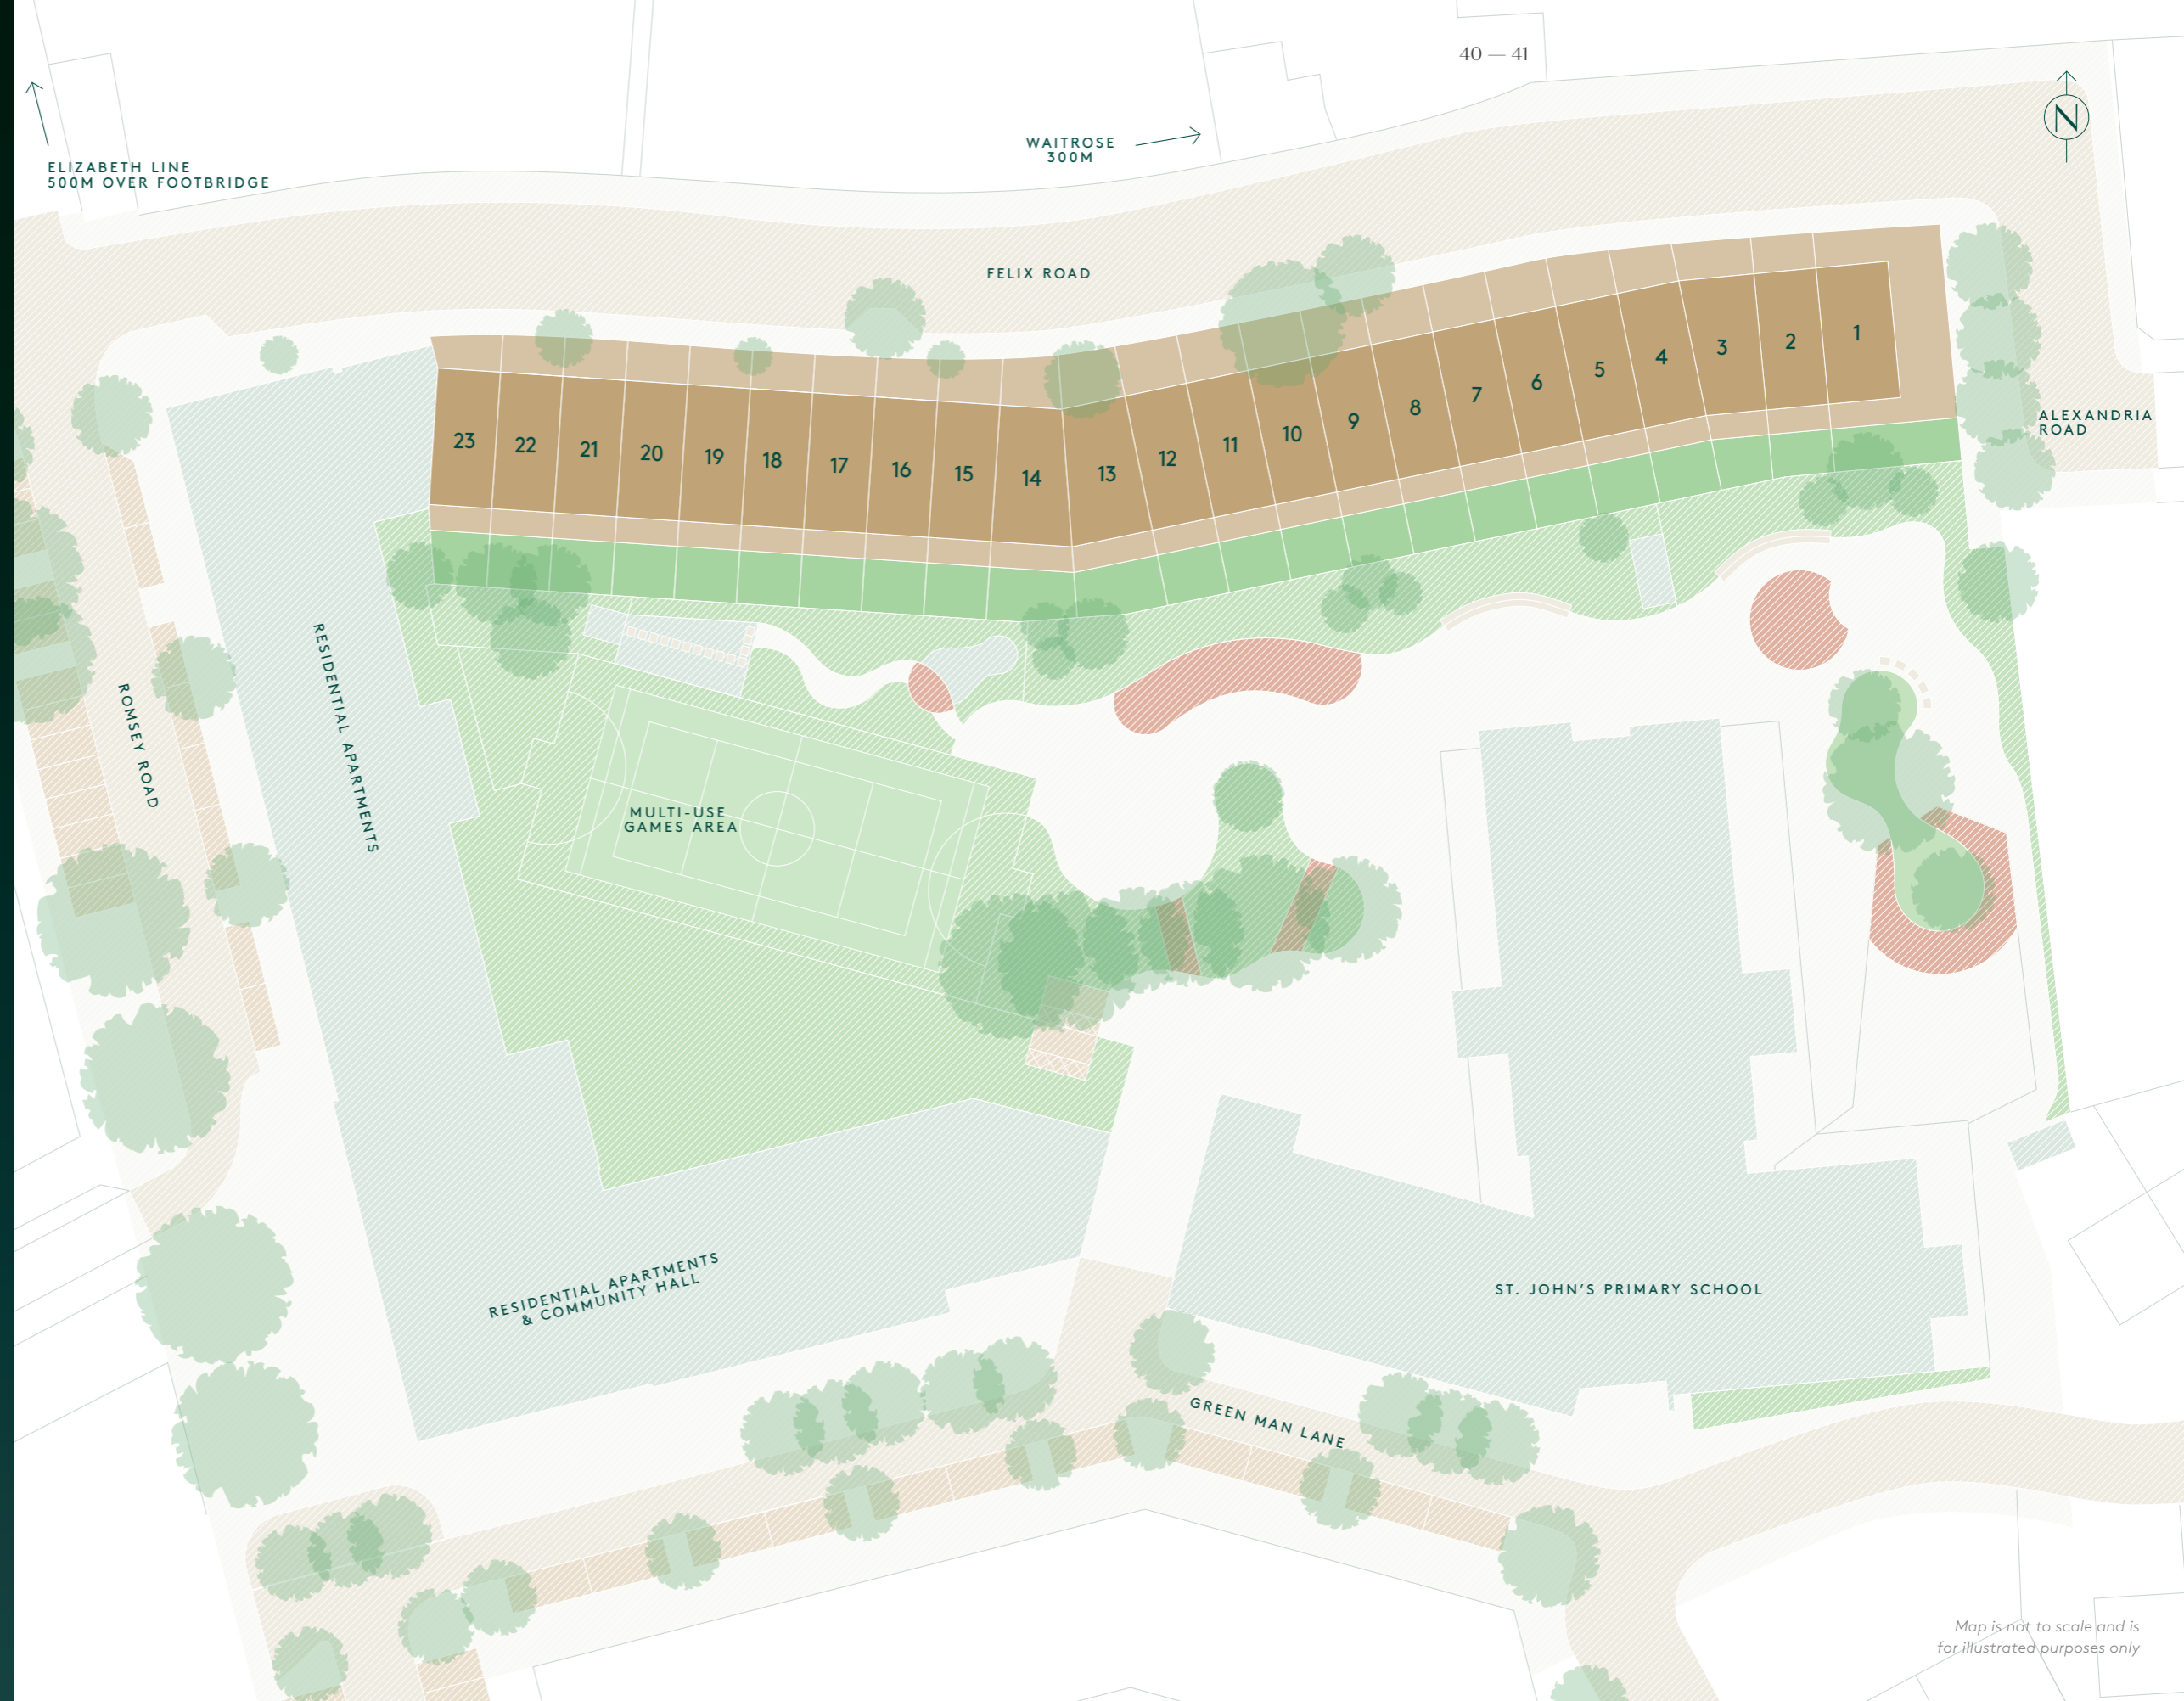 40 — 41
N
ELIZABETH LINE
500M OVER FOOTBRIDGE
WAITROSE
300M
FELIX ROAD
ALEXANDRIA
ROAD
23
22
21
20
19
18
17
16
15
14
13
12
11
10
9
8
7
6
5
4
3
2
1
ROMSEY ROAD
RESIDENTIAL APARTMENTS
MULTI-USE
GAMES AREA
RESIDENTIAL APARTMENTS
& COMMUNITY HALL
ST. JOHN'S PRIMARY SCHOOL
GREEN MAN LANE
Map is not to scale and is
for illustrated purposes only